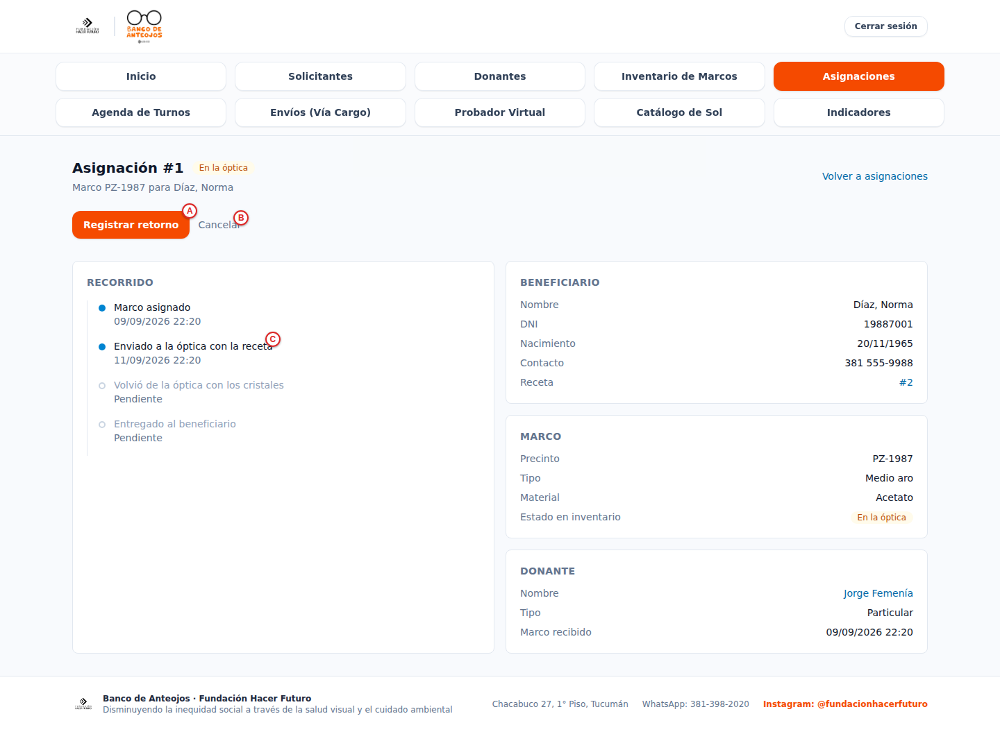 FUNDACIÓN
HACER FUTURO
BANCO DE
ANTEOJOS
Cerrar sesión
Inicio
Solicitantes
Donantes
Inventario de Marcos
Asignaciones
Agenda de Turnos
Envíos (Vía Cargo)
Probador Virtual
Catálogo de Sol
Indicadores
Asignación #1
En la óptica
Marco PZ-1987 para Díaz, Norma
Volver a asignaciones
Registrar retorno
A
Cancelar
B
RECORRIDO
Marco asignado
09/09/2026 22:20
Enviado a la óptica con la receta
C
11/09/2026 22:20
Volvió de la óptica con los cristales
Pendiente
Entregado al beneficiario
Pendiente
BENEFICIARIO
Nombre Díaz, Norma
DNI 19887001
Nacimiento 20/11/1965
Contacto 381 555-9988
Receta #2
MARCO
Precinto PZ-1987
Tipo Medio aro
Material Acetato
Estado en inventario En la óptica
DONANTE
Nombre Jorge Femenía
Tipo Particular
Marco recibido 09/09/2026 22:20
FUNDACIÓN
HACER FUTURO
Banco de Anteojos · Fundación Hacer Futuro
Disminuyendo la inequidad social a través de la salud visual y el cuidado ambiental
Chacabuco 27, 1° Piso, Tucumán
WhatsApp: 381-398-2020
Instagram: @fundacionhacerfuturo